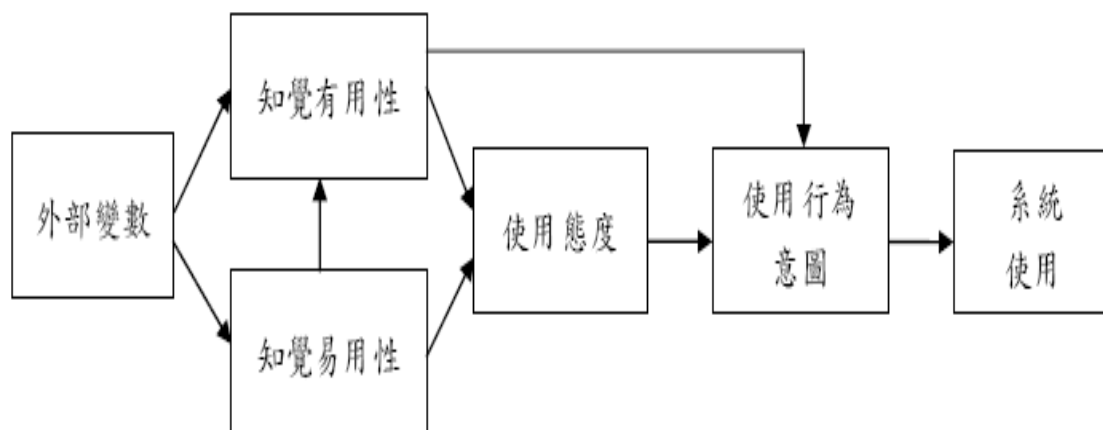 知覺有用性
外部變數
知覺易用性
使用態度
使用行為
意圖
系統
使用